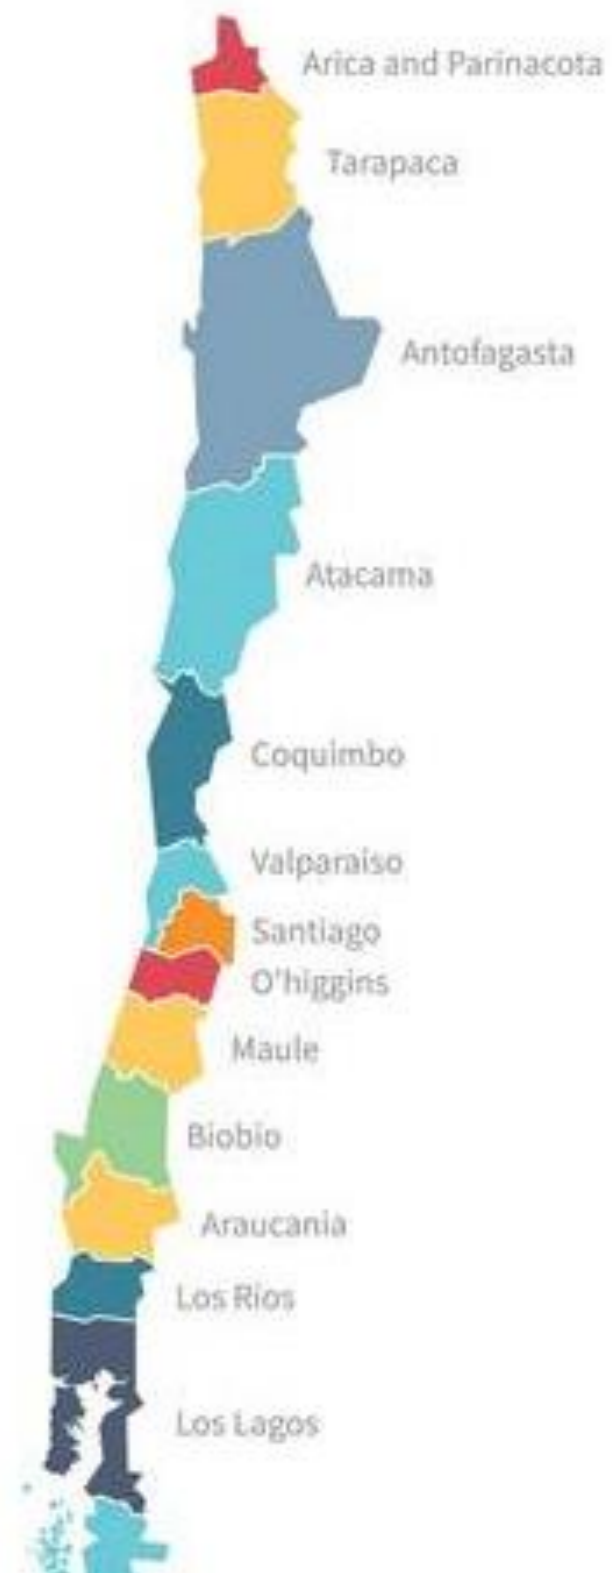 Arica and Parinacota
Tarapaca
Antofagasta
Atacama
Coquimbo
Valparaiso
Santiago
O'higgins
Maule
Biobio
Araucania
Los Rios
Los Lagos